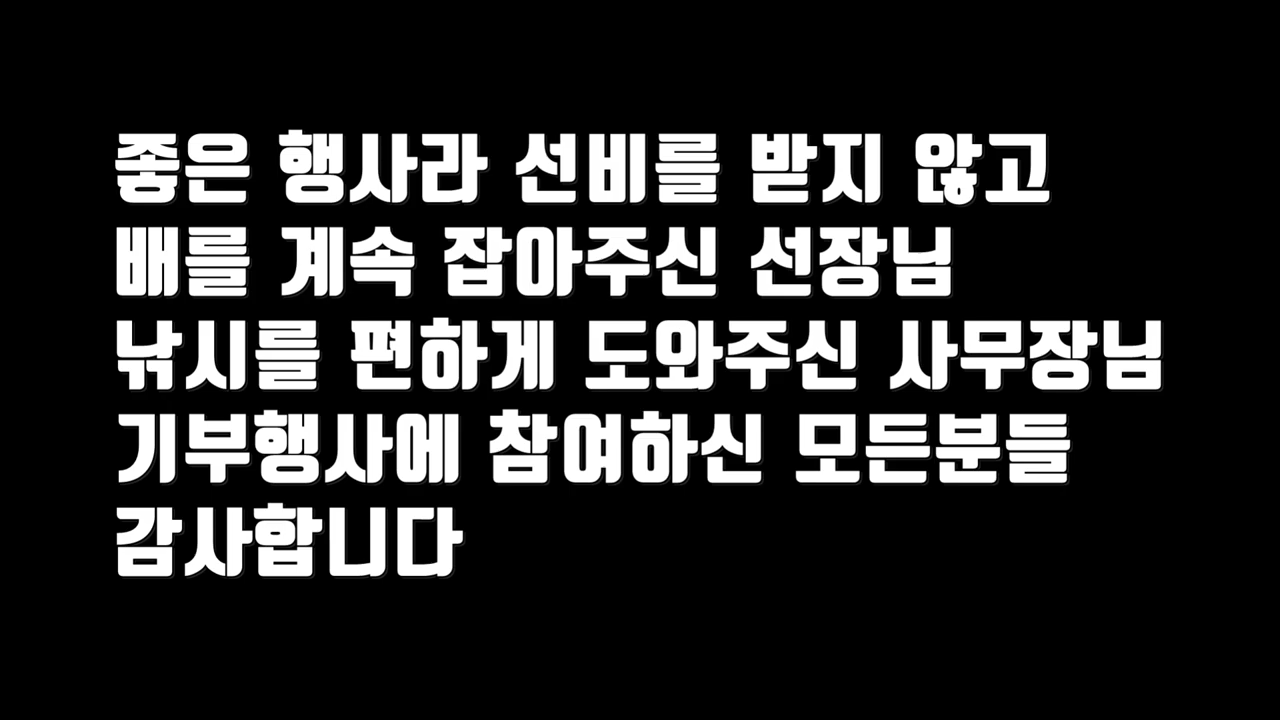 좋은 행사라 선비를 받지 않고
배를 계속 잡아주신 선장님
낚시를 편하게 도와주신 사무장님
기부행사에 참여하신 모든분들
감사합니다